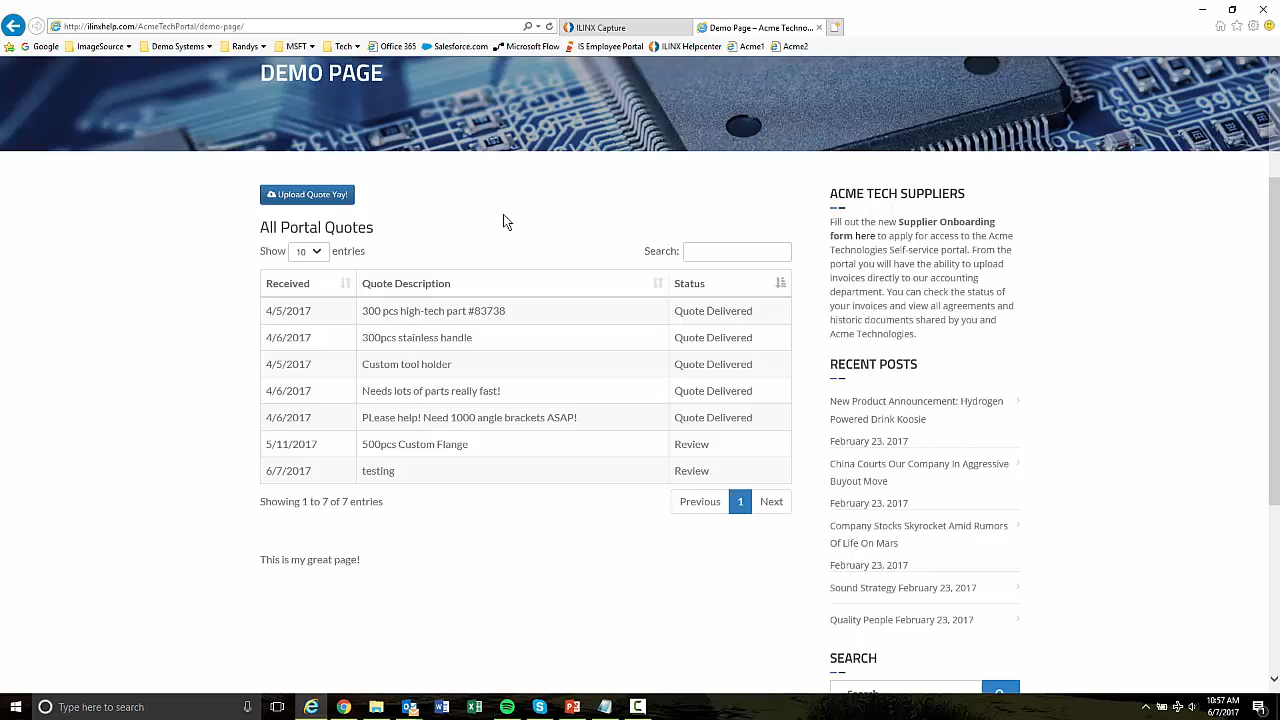 http://ilinxhelp.com/AcmeTechPortal/demo-page/
ILINX Capture
Demo Page – Acme Techno...
Google
ImageSource
Demo Systems
Randys
MSFT
Tech
Office 365
Salesforce.com
Microsoft Flow
IS Employee Portal
ILINX Helpcenter
Acme1
Acme2
DEMO PAGE
Upload Quote Yay!
All Portal Quotes
Show 10 entries
Search:
Received Quote Description Status
4/5/2017 300 pcs high-tech part #83738 Quote Delivered
4/6/2017 300pcs stainless handle Quote Delivered
4/5/2017 Custom tool holder Quote Delivered
4/6/2017 Needs lots of parts really fast! Quote Delivered
4/6/2017 PLease help! Need 1000 angle brackets ASAP! Quote Delivered
5/11/2017 500pcs Custom Flange Review
6/7/2017 testing Review
Showing 1 to 7 of 7 entries
Previous 1 Next
This is my great page!
ACME TECH SUPPLIERS
Fill out the new Supplier Onboarding
form here to apply for access to the Acme
Technologies Self-service portal. From the
portal you will have the ability to upload
invoices directly to our accounting
department. You can check the status of
your invoices and view all agreements and
historic documents shared by you and
Acme Technologies.
RECENT POSTS
New Product Announcement: Hydrogen
Powered Drink Koosie
February 23, 2017
China Courts Our Company In Aggressive
Buyout Move
February 23, 2017
Company Stocks Skyrocket Amid Rumors
Of Life On Mars
February 23, 2017
Sound Strategy February 23, 2017
Quality People February 23, 2017
SEARCH
Search
Type here to search
10:57 AM
6/7/2017